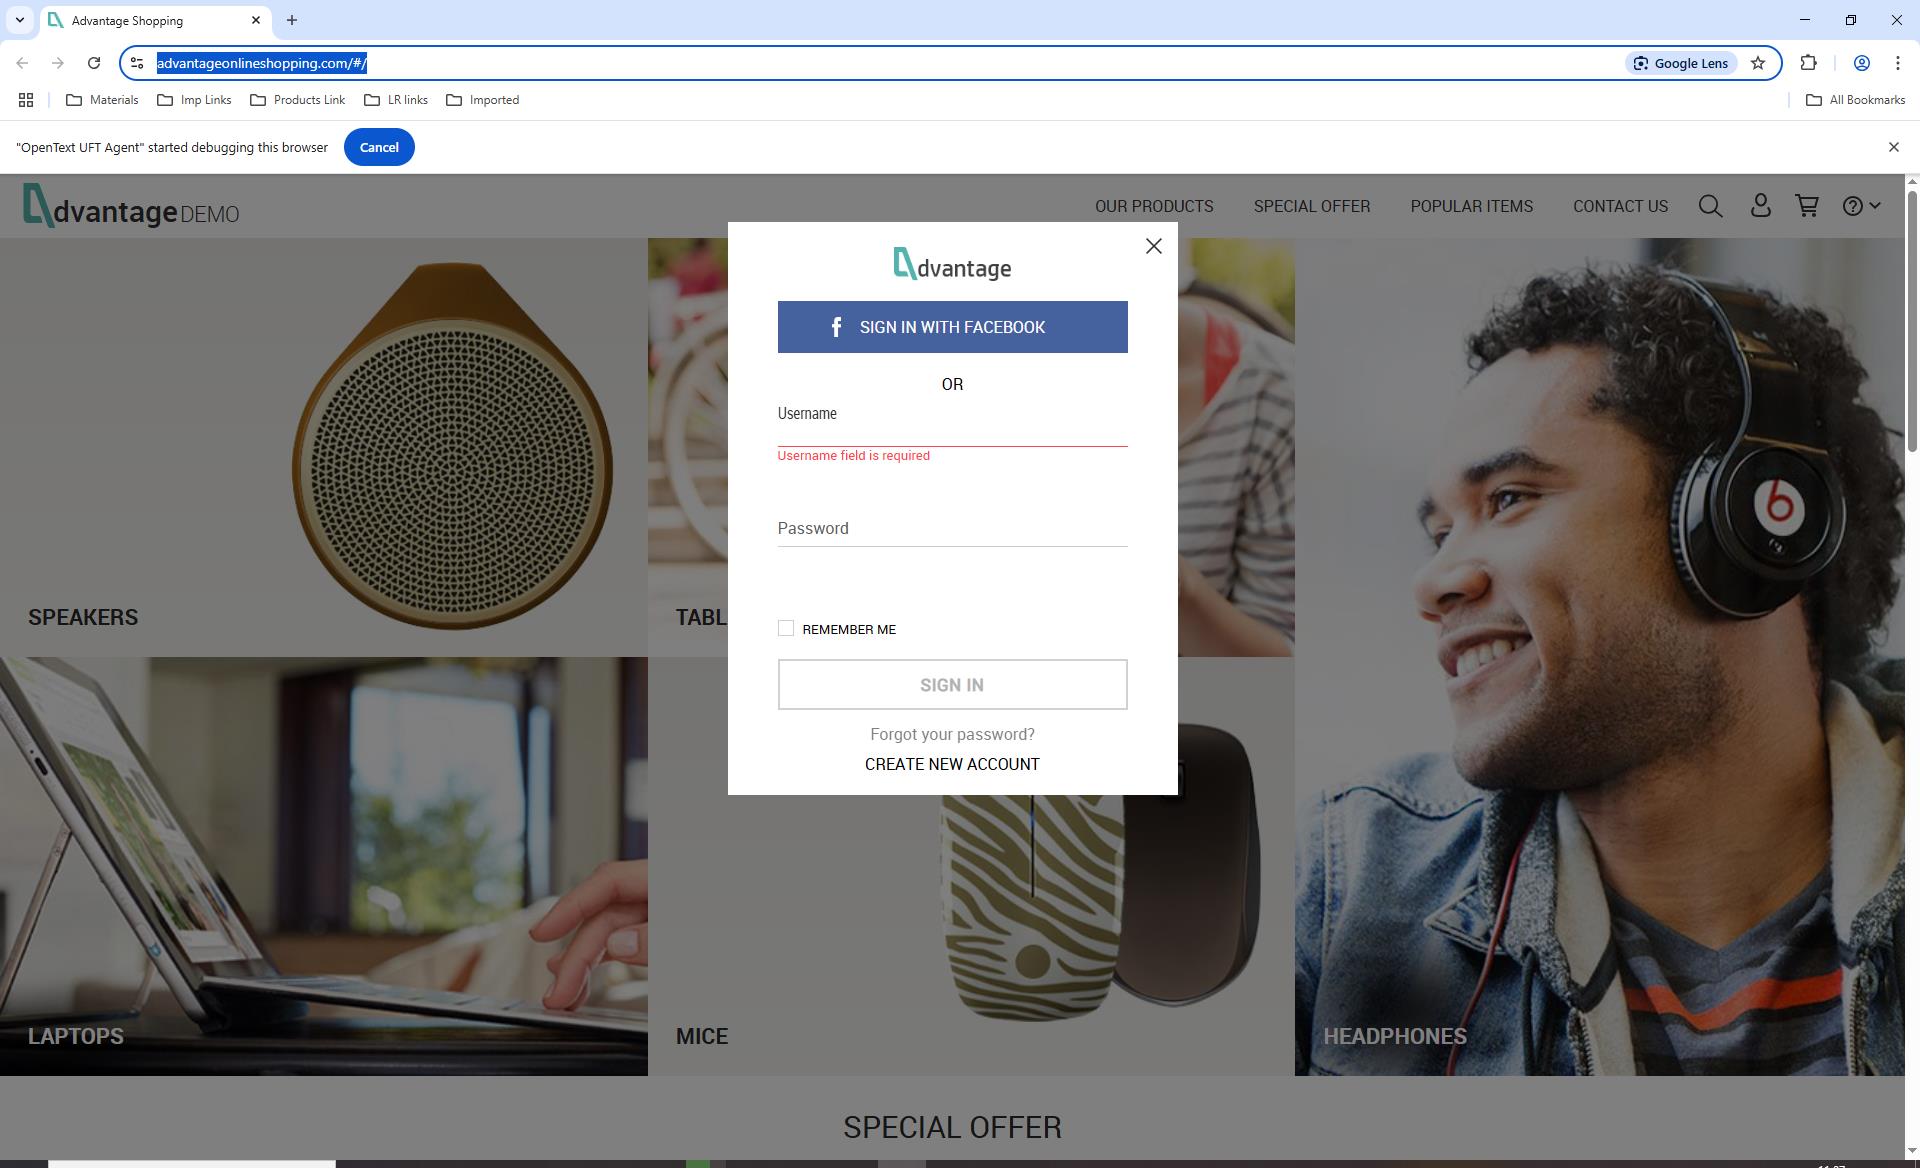 Advantage Shopping
advantageonlineshopping.com/#/
Google Lens
Materials
Imp Links
Products Link
LR links
Imported
All Bookmarks
"OpenText UFT Agent" started debugging this browser
Cancel
dvantage DEMO
OUR PRODUCTS
SPECIAL OFFER
POPULAR ITEMS
CONTACT US
dvantage
SIGN IN WITH FACEBOOK
OR
Username
Username field is required
Password
REMEMBER ME
SIGN IN
Forgot your password?
CREATE NEW ACCOUNT
SPEAKERS
TABL
LAPTOPS
MICE
HEADPHONES
SPECIAL OFFER